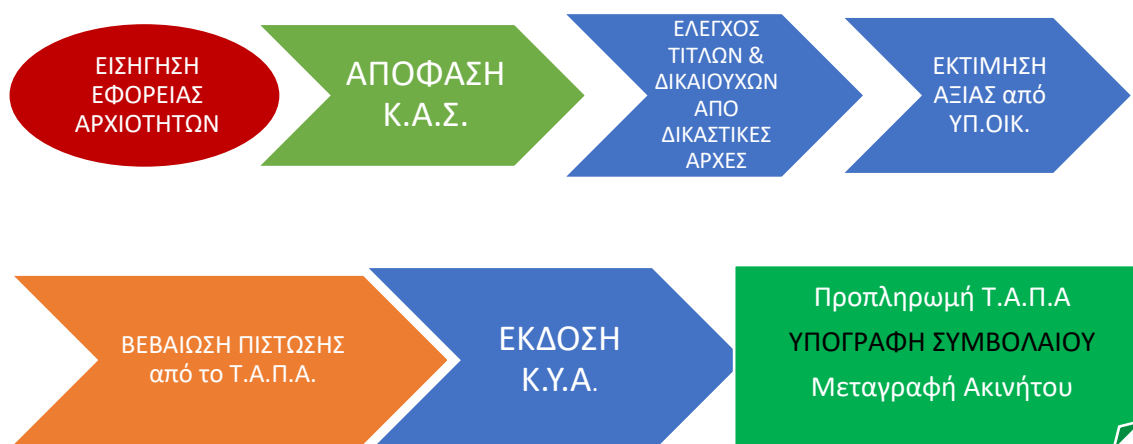 ΕΙΣΗΓΗΣΗ
ΕΦΟΡΕΙΑΣ
ΑΡΧΙΟΤΗΤΩΝ
ΑΠΟΦΑΣΗ
Κ.Α.Σ.
ΕΛΕΓΧΟΣ
ΤΙΤΛΩΝ &
ΔΙΚΑΙΟΥΧΩΝ
ΑΠΟ
ΔΙΚΑΣΤΙΚΕΣ
ΑΡΧΕΣ
ΕΚΤΙΜΗΣΗ
ΑΞΙΑΣ από
ΥΠ.ΟΙΚ.
ΒΕΒΑΙΩΣΗ ΠΙΣΤΩΣΗΣ
από το Τ.Α.Π.Α.
ΕΚΔΟΣΗ
Κ.Υ.Α.
Προπληρωμή Τ.Α.Π.Α
ΥΠΟΓΡΑΦΗ ΣΥΜΒΟΛΑΙΟΥ
Μεταγραφή Ακινήτου